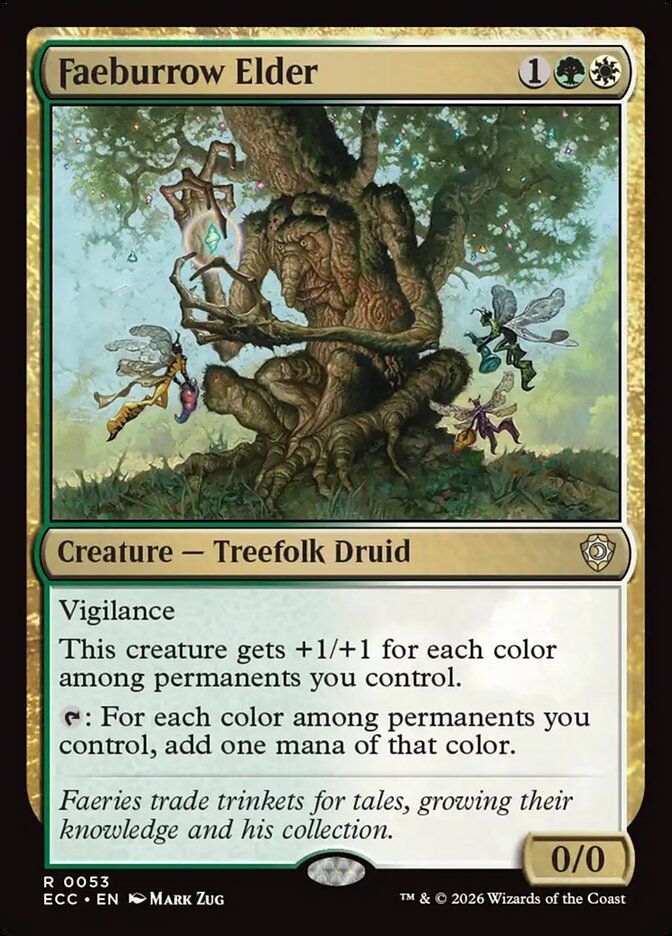 Faeburrow Elder 1
Creature — Treefolk Druid
Vigilance
This creature gets +1/+1 for each color
among permanents you control.
: For each color among permanents you
control, add one mana of that color.
Faeries trade trinkets for tales, growing their
knowledge and his collection.
0/0
R 0053
ECC • EN Mark Zug
™ & © 2026 Wizards of the Coast